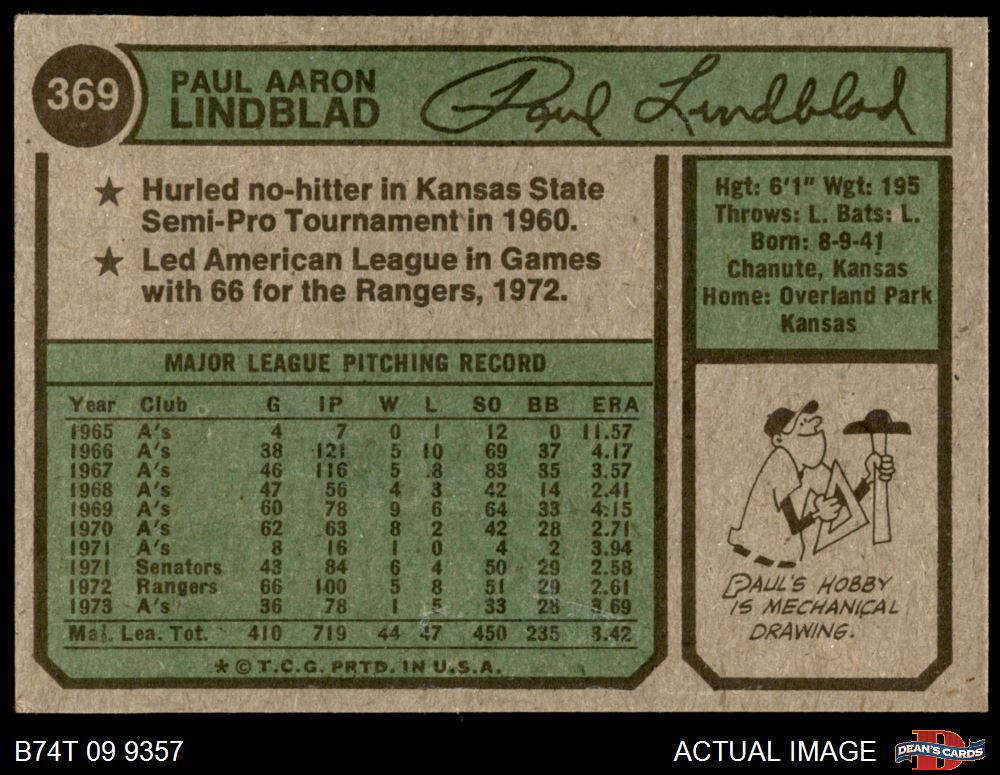 369
PAUL AARON
LINDBLAD
Paul Lindblad
★ Hurled no-hitter in Kansas State
Semi-Pro Tournament in 1960.
★ Led American League in Games
with 66 for the Rangers, 1972.
Hgt: 6'1" Wgt: 195
Throws: L. Bats: L.
Born: 8-9-41
Chanute, Kansas
Home: Overland Park
Kansas
MAJOR LEAGUE PITCHING RECORD
Year Club G IP W L SO BB ERA
1965 A's 4 7 0 1 12 0 11.57
1966 A's 38 121 5 10 69 37 4.17
1967 A's 46 116 5 8 83 35 3.57
1968 A's 47 56 4 3 42 14 2.41
1969 A's 60 78 9 6 64 33 4.15
1970 A's 62 63 8 2 42 28 2.71
1971 A's 8 16 1 0 4 2 3.94
1971 Senators 43 84 6 4 50 29 2.58
1972 Rangers 66 100 5 8 51 29 2.61
1973 A's 36 78 1 5 33 28 3.69
Maj. Lea. Tot. 410 719 44 47 450 235 3.42
* © T.C.G. PRTD. IN U.S.A.
PAUL'S HOBBY
IS MECHANICAL
DRAWING.
B74T 09 9357
ACTUAL IMAGE
DEAN'S CARDS